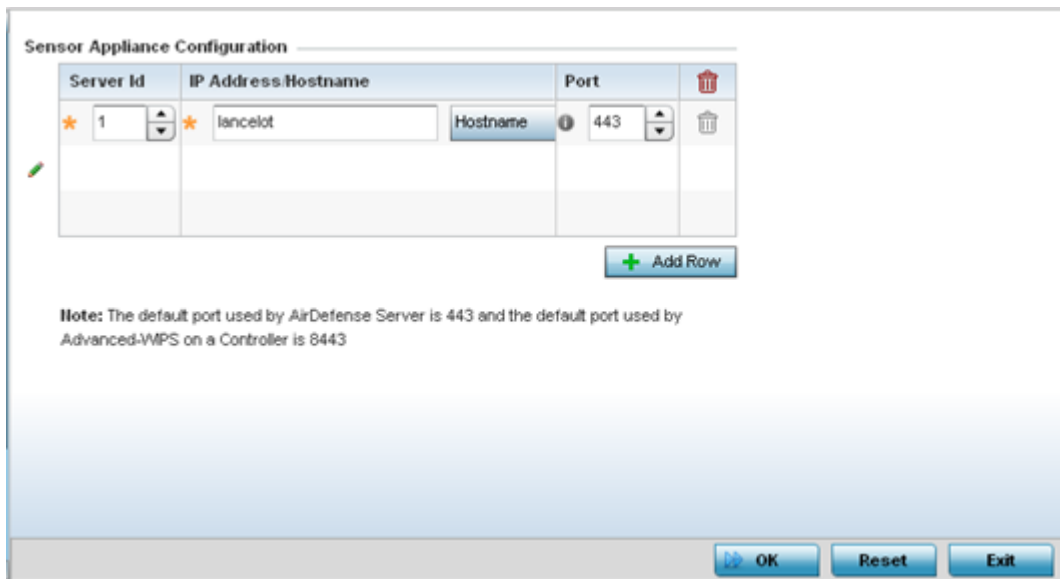 Sensor Appliance Configuration
Server Id IP Address/Hostname Port
* 1 * lancelot Hostname 443
Add Row
Note: The default port used by AirDefense Server is 443 and the default port used by
Advanced-WIPS on a Controller is 8443
OK Reset Exit